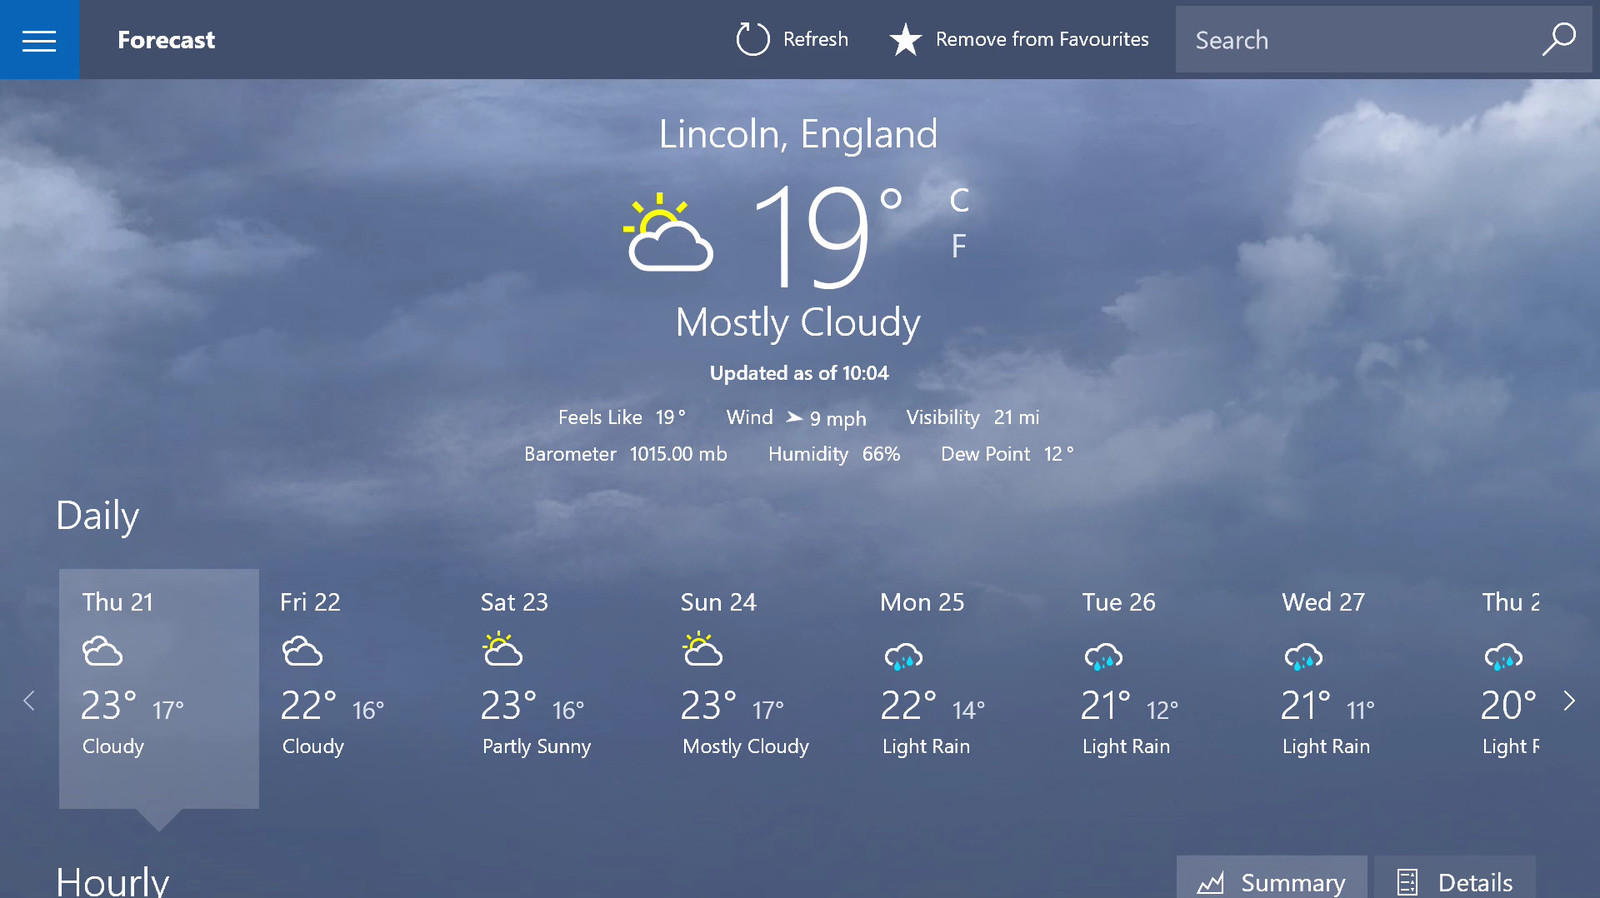 Forecast
Refresh
Remove from Favourites
Search
Lincoln, England
19° C
F
Mostly Cloudy
Updated as of 10:04
Feels Like 19° Wind 9 mph Visibility 21 mi
Barometer 1015.00 mb Humidity 66% Dew Point 12°
Daily
Thu 21
23° 17°
Cloudy
Fri 22
22° 16°
Cloudy
Sat 23
23° 16°
Partly Sunny
Sun 24
23° 17°
Mostly Cloudy
Mon 25
22° 14°
Light Rain
Tue 26
21° 12°
Light Rain
Wed 27
21° 11°
Light Rain
Thu
20°
Light
Hourly
Summary
Details